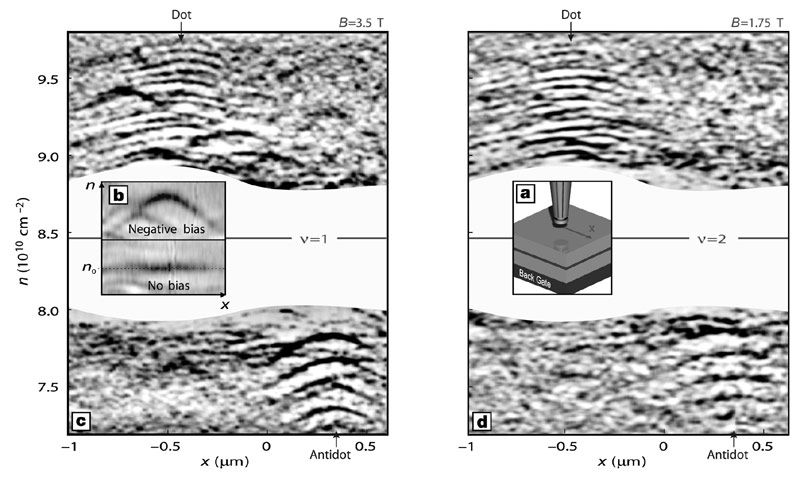 Dot
B=3.5 T
Dot
B=1.75 T
n (10¹⁰ cm⁻²)
9.5
9.0
8.5
8.0
7.5
n
b
Negative bias
n₀
No bias
x
ν=1
a
x
Back Gate
ν=2
c
d
-1
-0.5
0
0.5
-1
-0.5
0
0.5
x (μm)
Antidot
x (μm)
Antidot